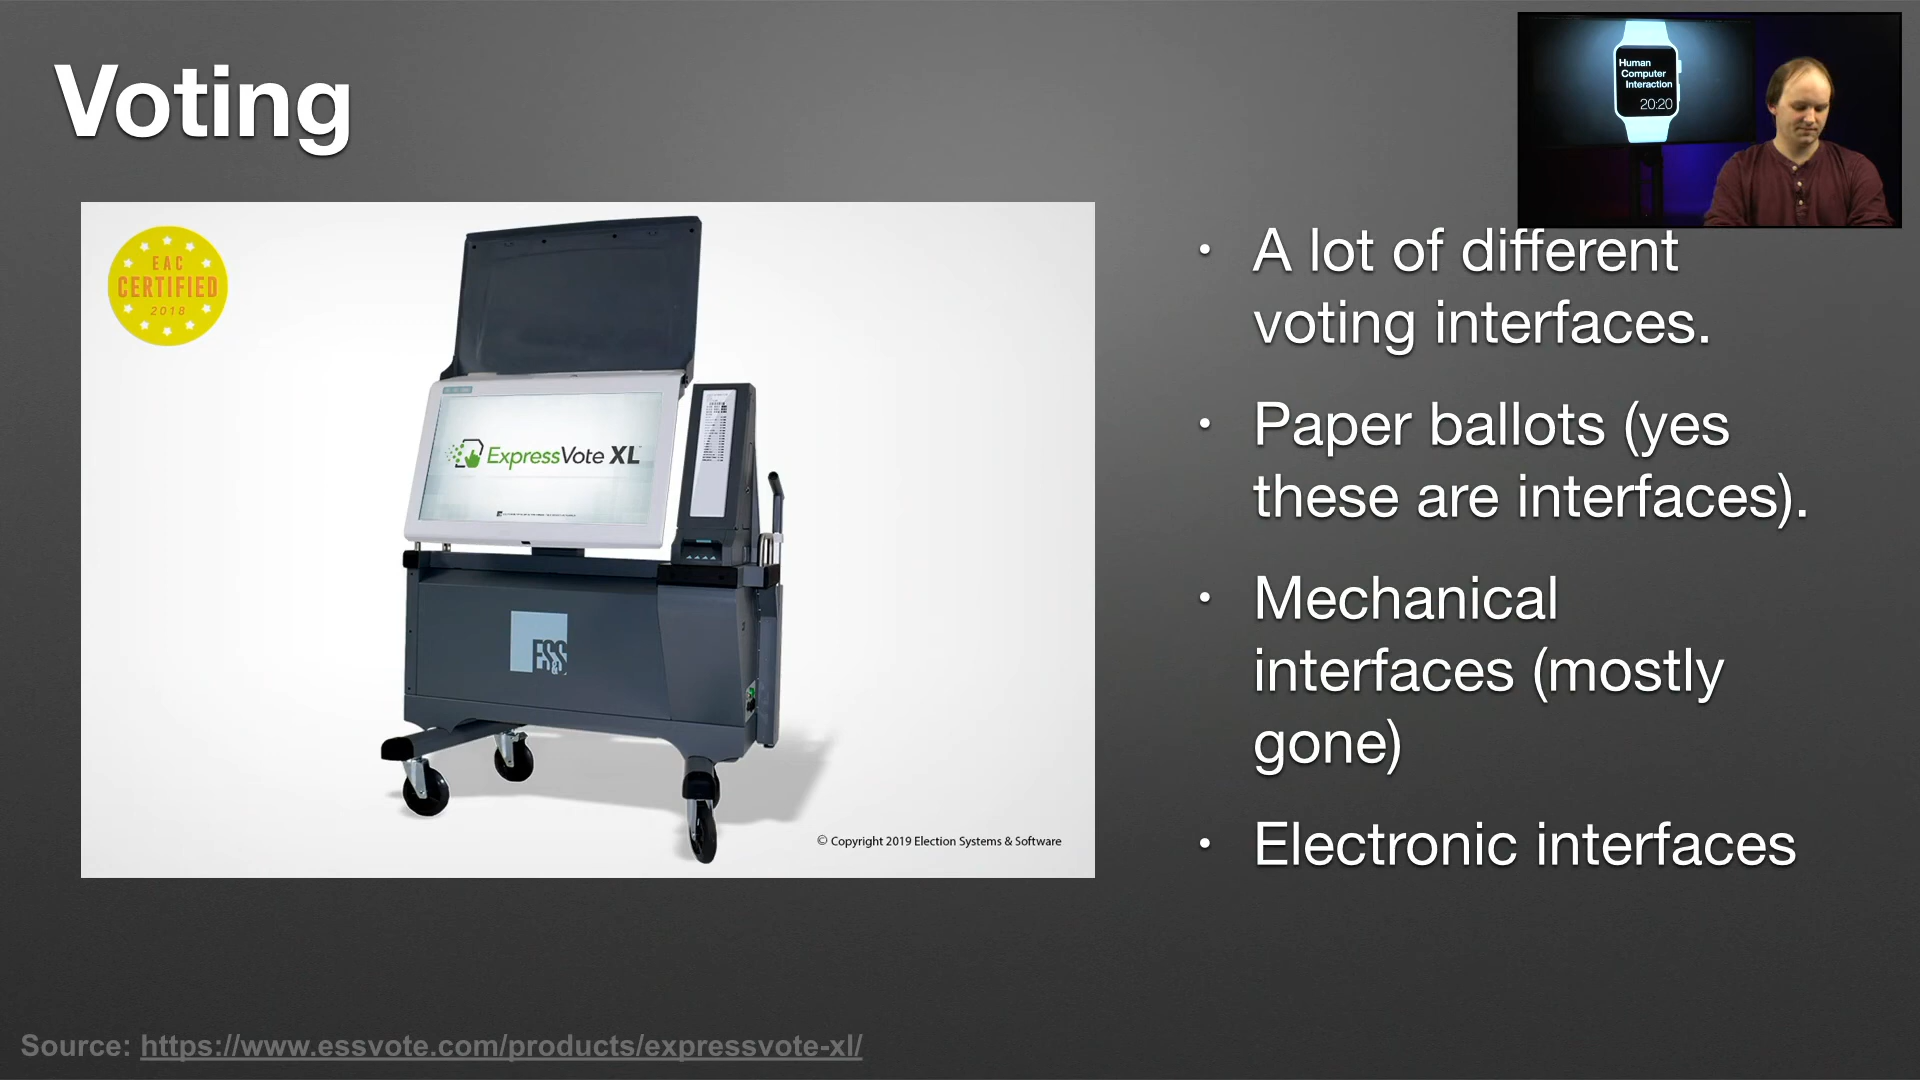 Voting
Human
Computer
Interaction
20:20
EAC
CERTIFIED
2018
ExpressVote XL
ES&S
© Copyright 2019 Election Systems & Software
• A lot of different
voting interfaces.
• Paper ballots (yes
these are interfaces).
• Mechanical
interfaces (mostly
gone)
• Electronic interfaces
Source: https://www.essvote.com/products/expressvote-xl/